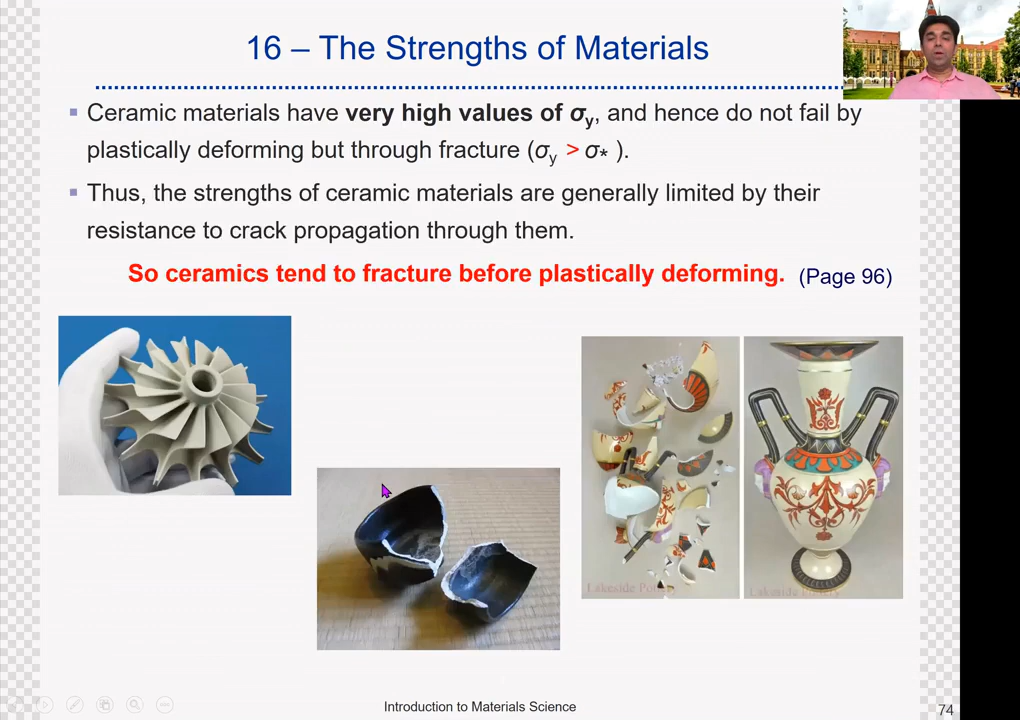 16 – The Strengths of Materials
Ceramic materials have very high values of σy, and hence do not fail by
plastically deforming but through fracture (σy > σ* ).
Thus, the strengths of ceramic materials are generally limited by their
resistance to crack propagation through them.
So ceramics tend to fracture before plastically deforming. (Page 96)
Lakeside Pottery
Lakeside Pottery
Introduction to Materials Science
74